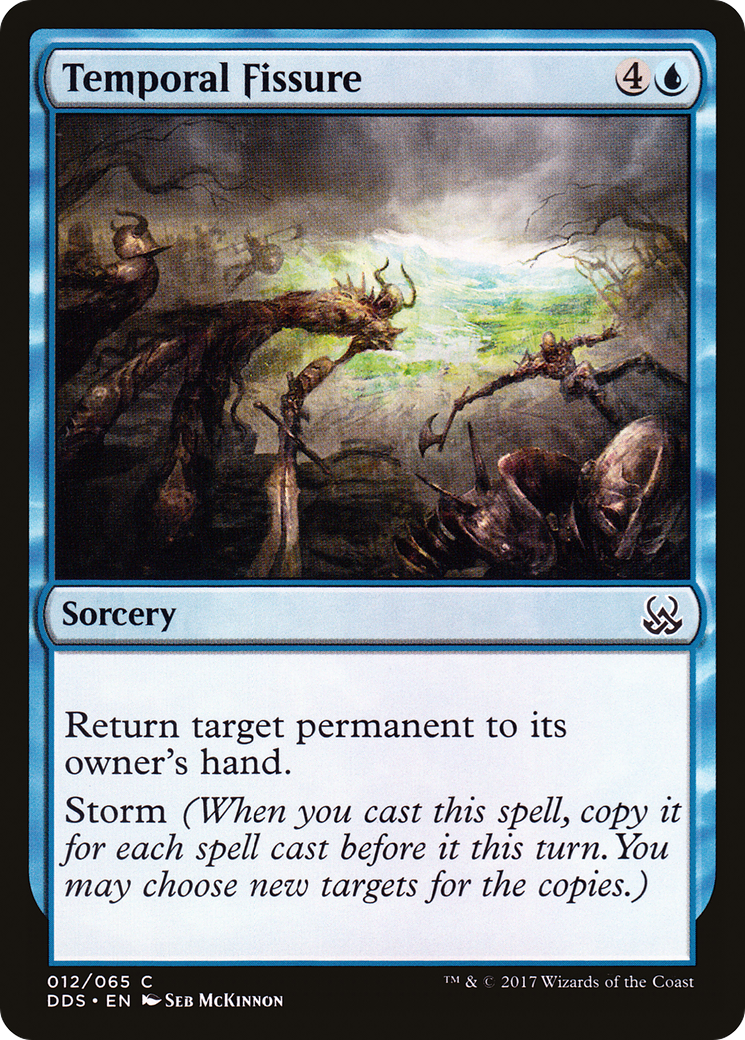 Temporal Fissure 4
Sorcery
Return target permanent to its
owner's hand.
Storm (When you cast this spell, copy it
for each spell cast before it this turn. You
may choose new targets for the copies.)
012/065 C ™ & © 2017 Wizards of the Coast
DDS • EN Seb McKinnon